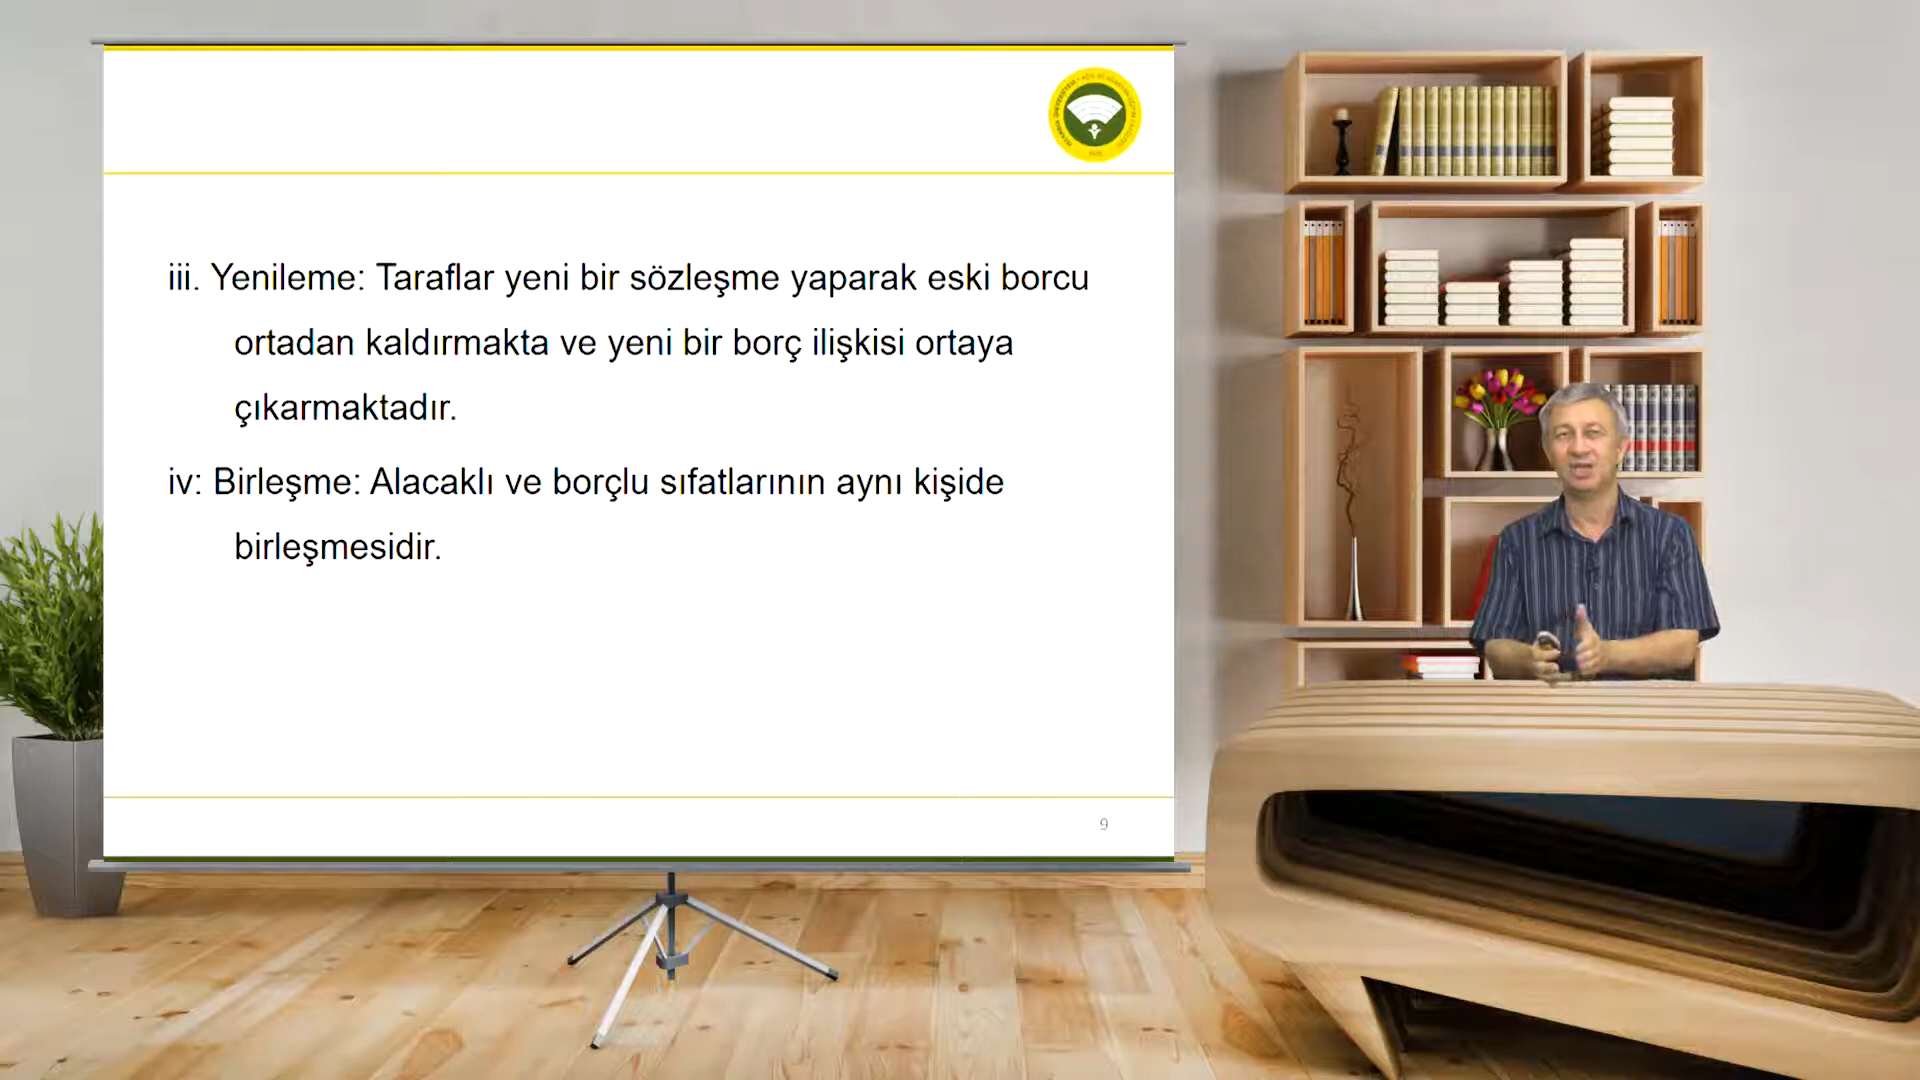 iii. Yenileme: Taraflar yeni bir sözleşme yaparak eski borcu
ortadan kaldırmakta ve yeni bir borç ilişkisi ortaya
çıkarmaktadır.
iv: Birleşme: Alacaklı ve borçlu sıfatlarının aynı kişide
birleşmesidir.
9